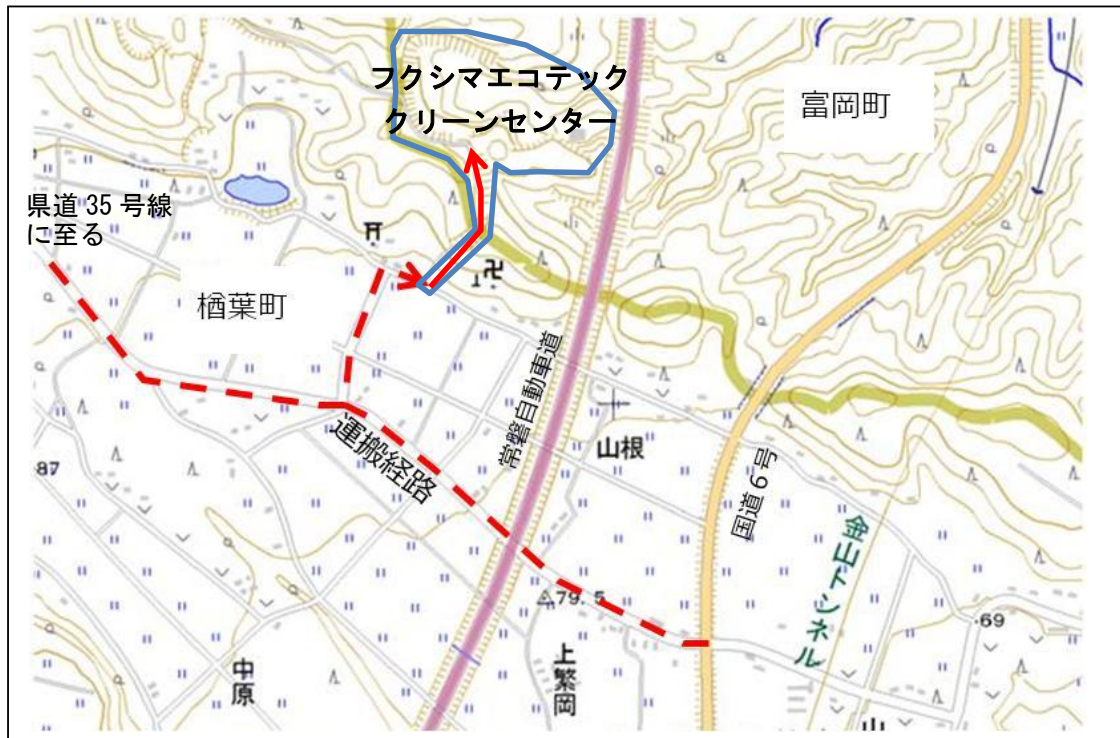 フクシマエコテック
クリーンセンター
富岡町
県道 35 号線
に至る
楢葉町
運搬経路
常磐自動車道
山根
国道6号
金山トンネル
87
79.5
69
中原
上繁岡
山